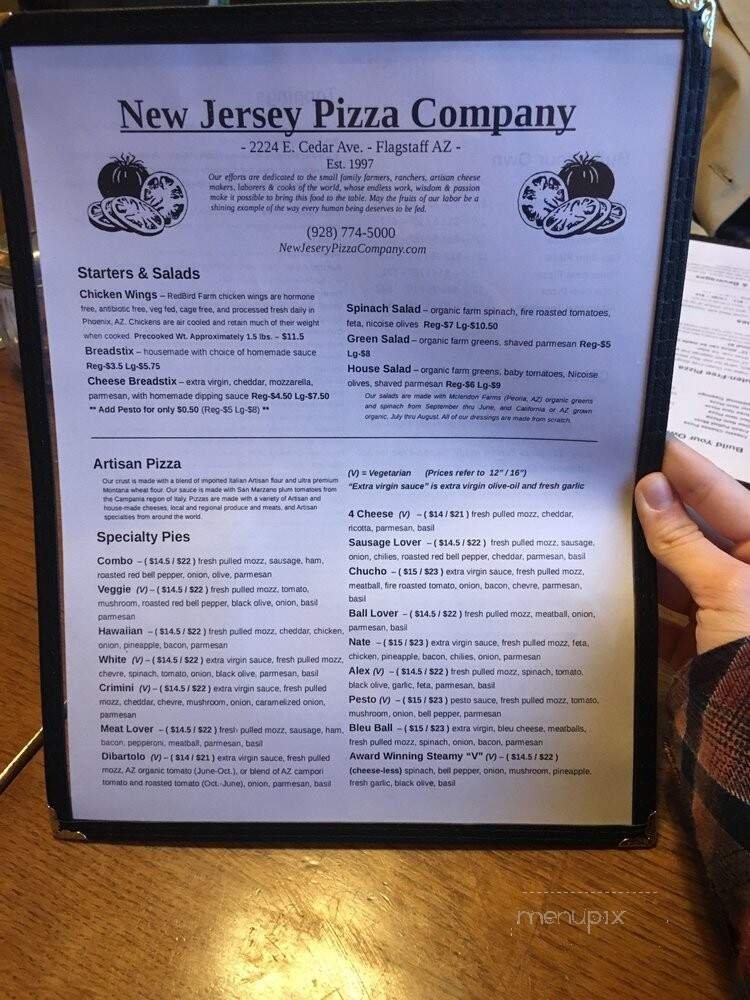 New Jersey Pizza Company
- 2224 E. Cedar Ave. - Flagstaff AZ -
Est. 1997
Our efforts are dedicated to the small family farmers, ranchers, artisan cheese
makers, laborers & cooks of the world, whose endless work, wisdom & passion
make it possible to bring this food to the table. May the fruits of our labor be a
shining example of the way every human being deserves to be fed.
(928) 774-5000
NewJeseryPizzaCompany.com
Starters & Salads
Chicken Wings – RedBird Farm chicken wings are hormone
free, antibiotic free, veg fed, cage free, and processed fresh daily in
Phoenix, AZ. Chickens are air cooled and retain much of their weight
when cooked. Precooked Wt. Approximately 1.5 lbs. – $11.5
Breadstix – housemade with choice of homemade sauce
Reg-$3.5 Lg-$5.75
Cheese Breadstix – extra virgin, cheddar, mozzarella,
parmesan, with homemade dipping sauce Reg-$4.50 Lg-$7.50
** Add Pesto for only $0.50 (Reg-$5 Lg-$8) **
Spinach Salad – organic farm spinach, fire roasted tomatoes,
feta, nicoise olives Reg-$7 Lg-$10.50
Green Salad – organic farm greens, shaved parmesan Reg-$5
Lg-$8
House Salad – organic farm greens, baby tomatoes, Nicoise
olives, shaved parmesan Reg-$6 Lg-$9
Our salads are made with Mclendon Farms (Peoria, AZ) organic greens
and spinach from September thru June, and California or AZ grown
organic, July thru August. All of our dressings are made from scratch.
Artisan Pizza
Our crust is made with a blend of imported Italian Artisan flour and ultra premium
Montana wheat flour. Our sauce is made with San Marzano plum tomatoes from
the Campania region of Italy. Pizzas are made with a variety of Artisan and
house-made cheeses, local and regional produce and meats, and Artisan
specialties from around the world.
Specialty Pies
Combo – ( $14.5 / $22 ) fresh pulled mozz, sausage, ham,
roasted red bell pepper, onion, olive, parmesan
Veggie (V) – ( $14.5 / $22 ) fresh pulled mozz, tomato,
mushroom, roasted red bell pepper, black olive, onion, basil
parmesan
Hawaiian – ( $14.5 / $22 ) fresh pulled mozz, cheddar, chicken,
onion, pineapple, bacon, parmesan
White (V) – ( $14.5 / $22 ) extra virgin sauce, fresh pulled mozz,
chevre, spinach, tomato, onion, black olive, parmesan, basil
Crimini (V) – ( $14.5 / $22 ) extra virgin sauce, fresh pulled
mozz, cheddar, chevre, mushroom, onion, caramelized onion,
parmesan
Meat Lover – ( $14.5 / $22 ) fresh pulled mozz, sausage, ham,
bacon, pepperoni, meatball, parmesan, basil
Dibartolo (V) – ( $14 / $21 ) extra virgin sauce, fresh pulled
mozz, AZ organic tomato (June-Oct.), or blend of AZ campori
tomato and roasted tomato (Oct.-June), onion, parmesan, basil
(V) = Vegetarian (Prices refer to 12" / 16")
"Extra virgin sauce" is extra virgin olive-oil and fresh garlic
4 Cheese (V) – ( $14 / $21 ) fresh pulled mozz, cheddar,
ricotta, parmesan, basil
Sausage Lover – ( $14.5 / $22 ) fresh pulled mozz, sausage,
onion, chilies, roasted red bell pepper, cheddar, parmesan, basil
Chucho – ( $15 / $23 ) extra virgin sauce, fresh pulled mozz,
meatball, fire roasted tomato, onion, bacon, chevre, parmesan,
basil
Ball Lover – ( $14.5 / $22 ) fresh pulled mozz, meatball, onion,
parmesan, basil
Nate – ( $15 / $23 ) extra virgin sauce, fresh pulled mozz, feta,
chicken, pineapple, bacon, chilies, onion, parmesan
Alex (V) – ( $14.5 / $22 ) fresh pulled mozz, spinach, tomato,
black olive, garlic, feta, parmesan, basil
Pesto (V) – ( $15 / $23 ) pesto sauce, fresh pulled mozz, tomato,
mushroom, onion, bell pepper, parmesan
Bleu Ball – ( $15 / $23 ) extra virgin, bleu cheese, meatballs,
fresh pulled mozz, spinach, onion, bacon, parmesan
Award Winning Steamy "V" (V) – ( $14.5 / $22 )
(cheese-less) spinach, bell pepper, onion, mushroom, pineapple,
fresh garlic, black olive, basil
Beverages
Build Your Own
menupix